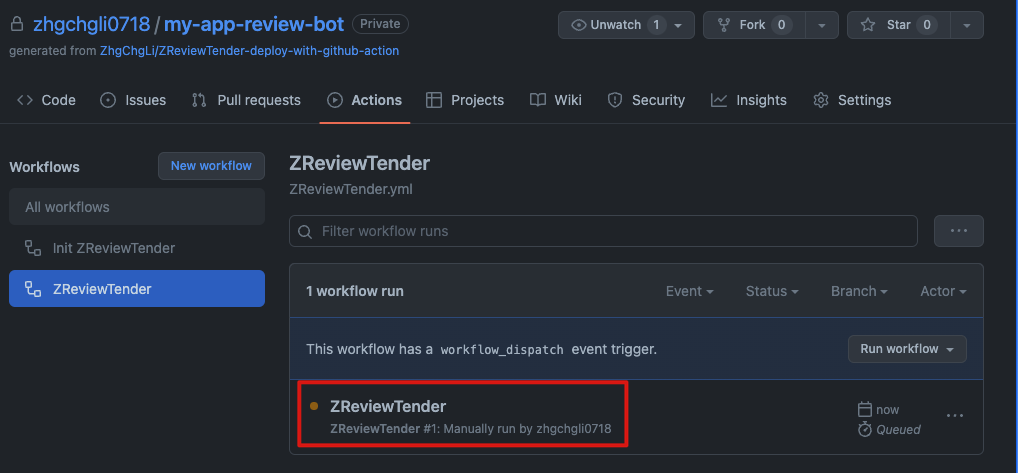 zhgchgli0718 / my-app-review-bot Private
Unwatch 1 Fork 0 Star 0
generated from ZhgChgLi/ZReviewTender-deploy-with-github-action
Code Issues Pull requests Actions Projects Wiki Security Insights Settings
Workflows New workflow
All workflows
Init ZReviewTender
ZReviewTender
ZReviewTender
ZReviewTender.yml
Filter workflow runs
1 workflow run Event Status Branch Actor
This workflow has a workflow_dispatch event trigger. Run workflow
ZReviewTender
ZReviewTender #1: Manually run by zhgchgli0718
now
Queued